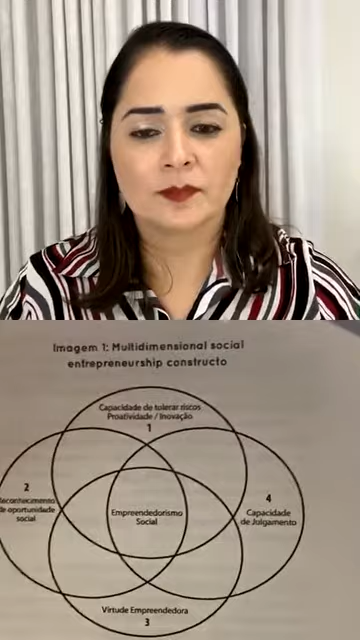 Imagem 1: Multidimensional social
entrepreneurship constructo
Capacidade de tolerar riscos
Proatividade / Inovação
1
2
Reconhecimento
de oportunidade
social
Empreendedorismo
Social
4
Capacidade
de Julgamento
Virtude Empreendedora
3